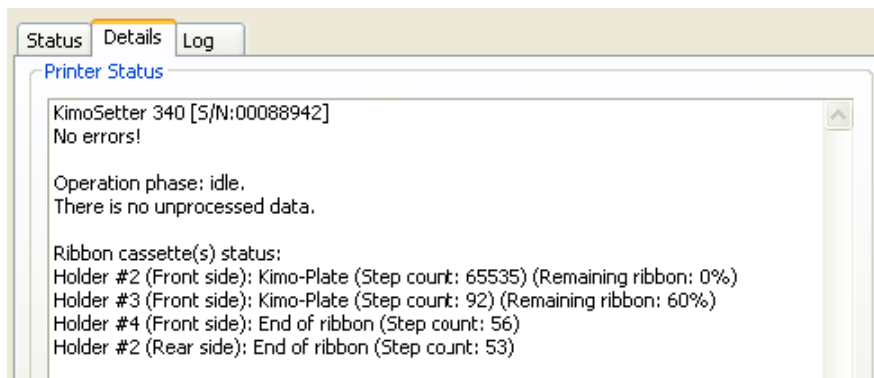 Status Details Log
Printer Status
KimoSetter 340 [S/N:00088942]
No errors!
Operation phase: idle.
There is no unprocessed data.
Ribbon cassette(s) status:
Holder #2 (Front side): Kimo-Plate (Step count: 65535) (Remaining ribbon: 0%)
Holder #3 (Front side): Kimo-Plate (Step count: 92) (Remaining ribbon: 60%)
Holder #4 (Front side): End of ribbon (Step count: 56)
Holder #2 (Rear side): End of ribbon (Step count: 53)